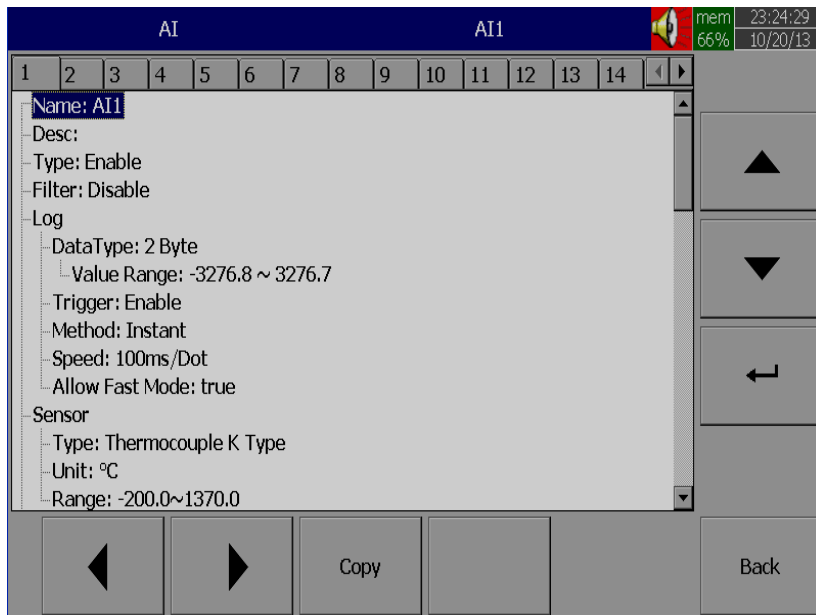 AI AI1 mem 23:24:29
66% 10/20/13
1 2 3 4 5 6 7 8 9 10 11 12 13 14
Name: AI1
Desc:
Type: Enable
Filter: Disable
Log
DataType: 2 Byte
Value Range: -3276.8 ~ 3276.7
Trigger: Enable
Method: Instant
Speed: 100ms/Dot
Allow Fast Mode: true
Sensor
Type: Thermocouple K Type
Unit: ºC
Range: -200.0~1370.0
Copy Back